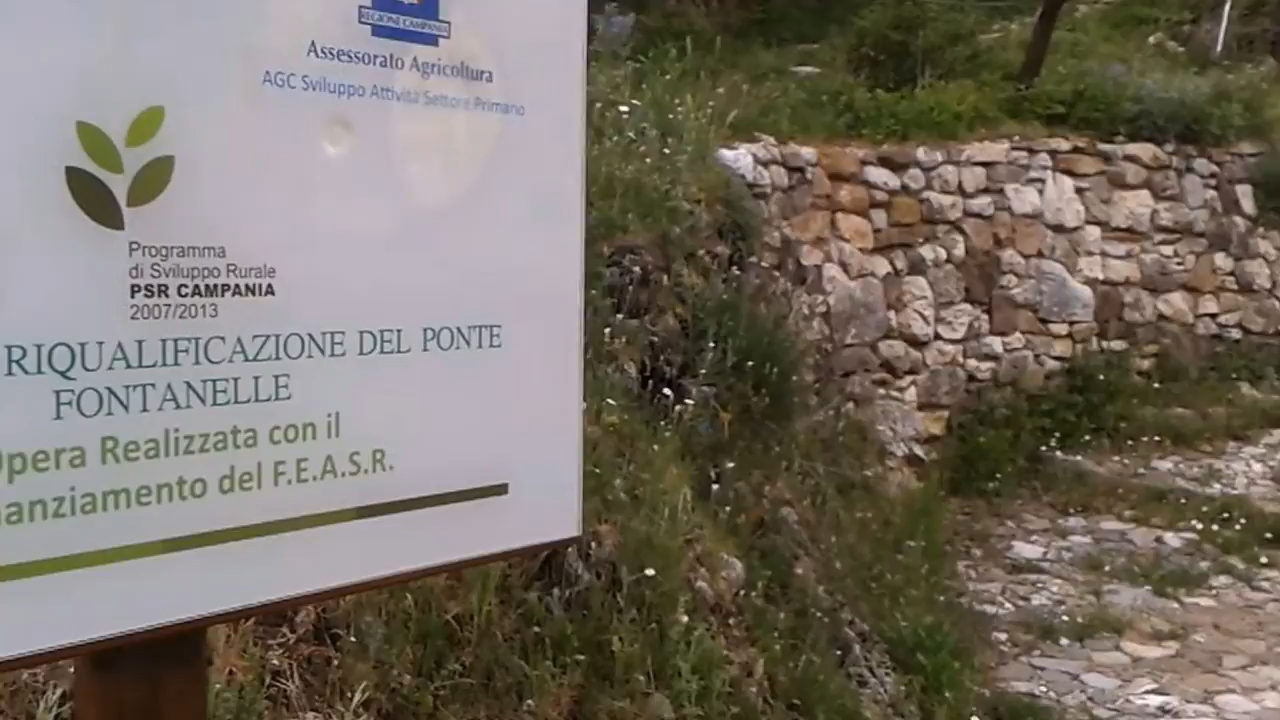 REGIONE CAMPANIA
Assessorato Agricoltura
AGC Sviluppo Attività Settore Primario
Programma
di Sviluppo Rurale
PSR CAMPANIA
2007/2013
RIQUALIFICAZIONE DEL PONTE
FONTANELLE
Opera Realizzata con il
anziamento del F.E.A.S.R.